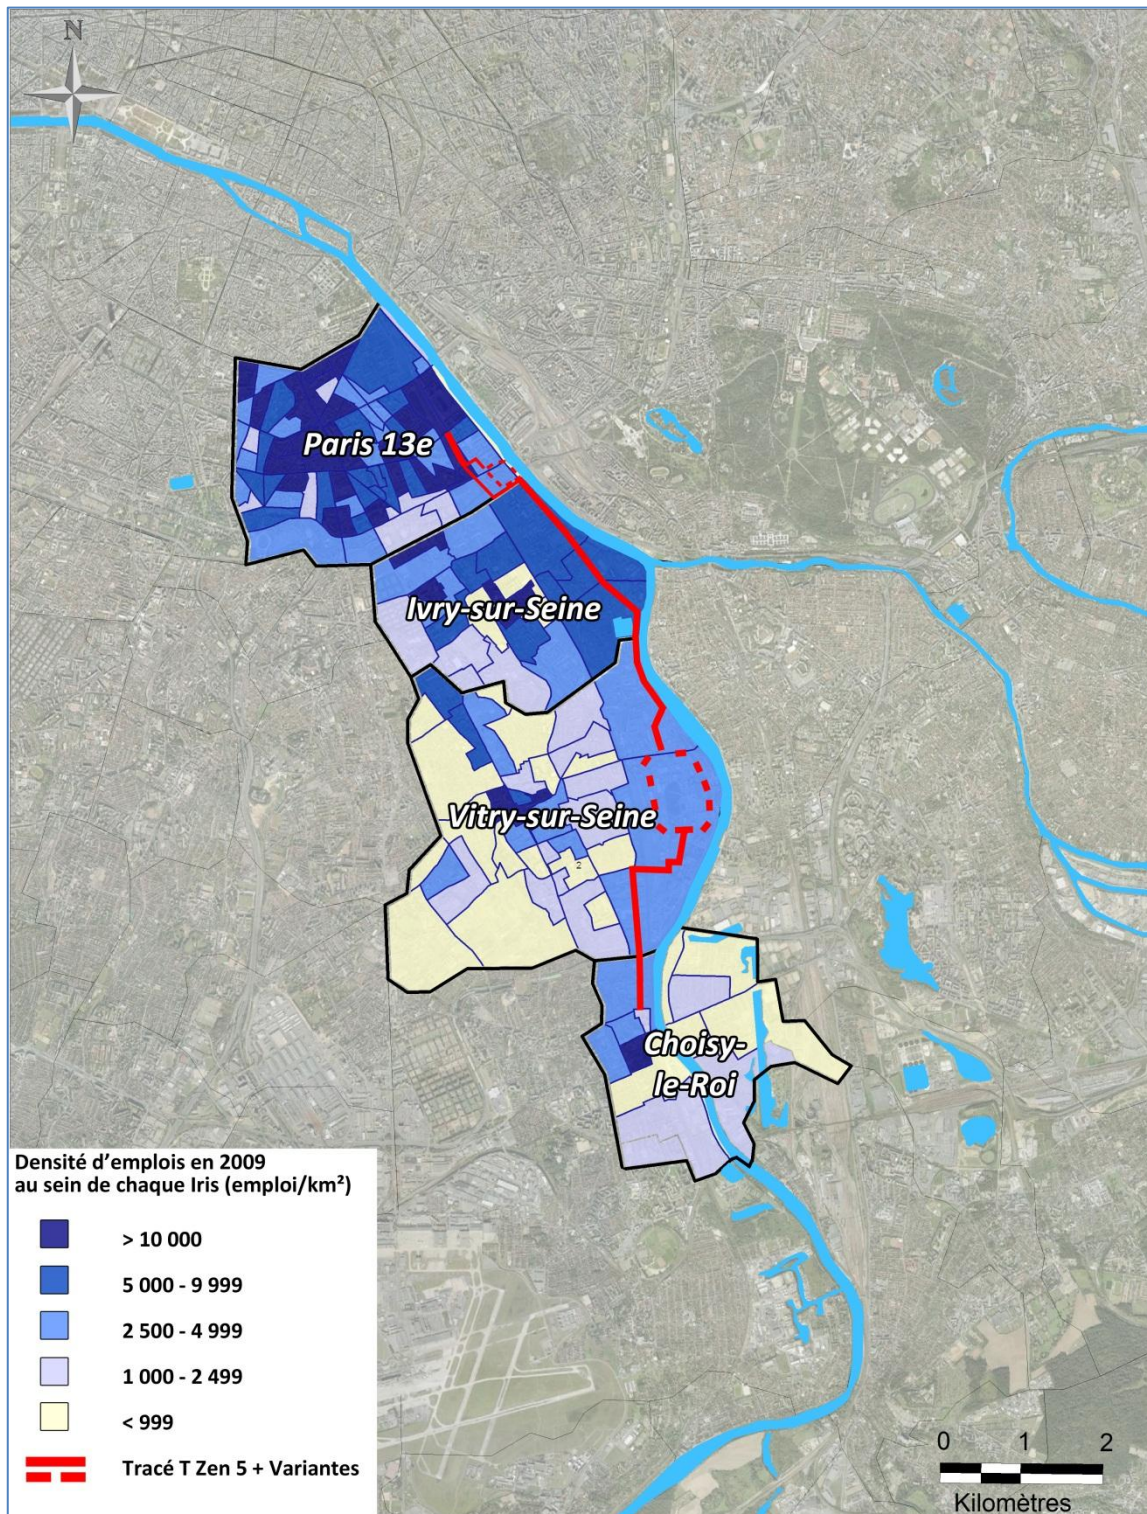 N
Paris 13e
Ivry-sur-Seine
Vitry-sur-Seine
2
Choisy-
le-Roi
Densité d'emplois en 2009
au sein de chaque Iris (emploi/km²)
> 10 000
5 000 - 9 999
2 500 - 4 999
1 000 - 2 499
< 999
Tracé T Zen 5 + Variantes
0 1 2
Kilomètres